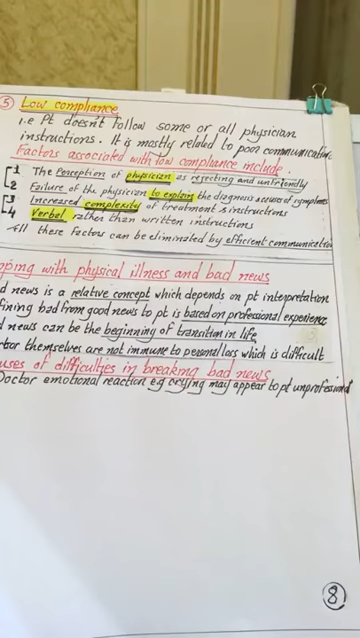 ⑤ Low compliance
i.e Pt doesn't follow some or all physician
instructions. It is mostly related to poor communication
Factors associated with low compliance include.
1 The Perception of physician as rejecting and unfriendly
2 Failure of the physician to explain the diagnosis causes of symptoms
3 Increased complexity of treatment & instructions
4 Verbal rather than written instructions
All these factors can be eliminated by efficient communication
oping with physical illness and bad news
d news is a relative concept which depends on pt interpretation
fining bad from good news to pt is based on professional experience
d news can be the beginning of transition in life
ctor themselves are not immune to personal loss which is difficult
uses of difficulties in breaking bad news
Doctor emotional reaction e.g crying may appear to pt unprofessional
8